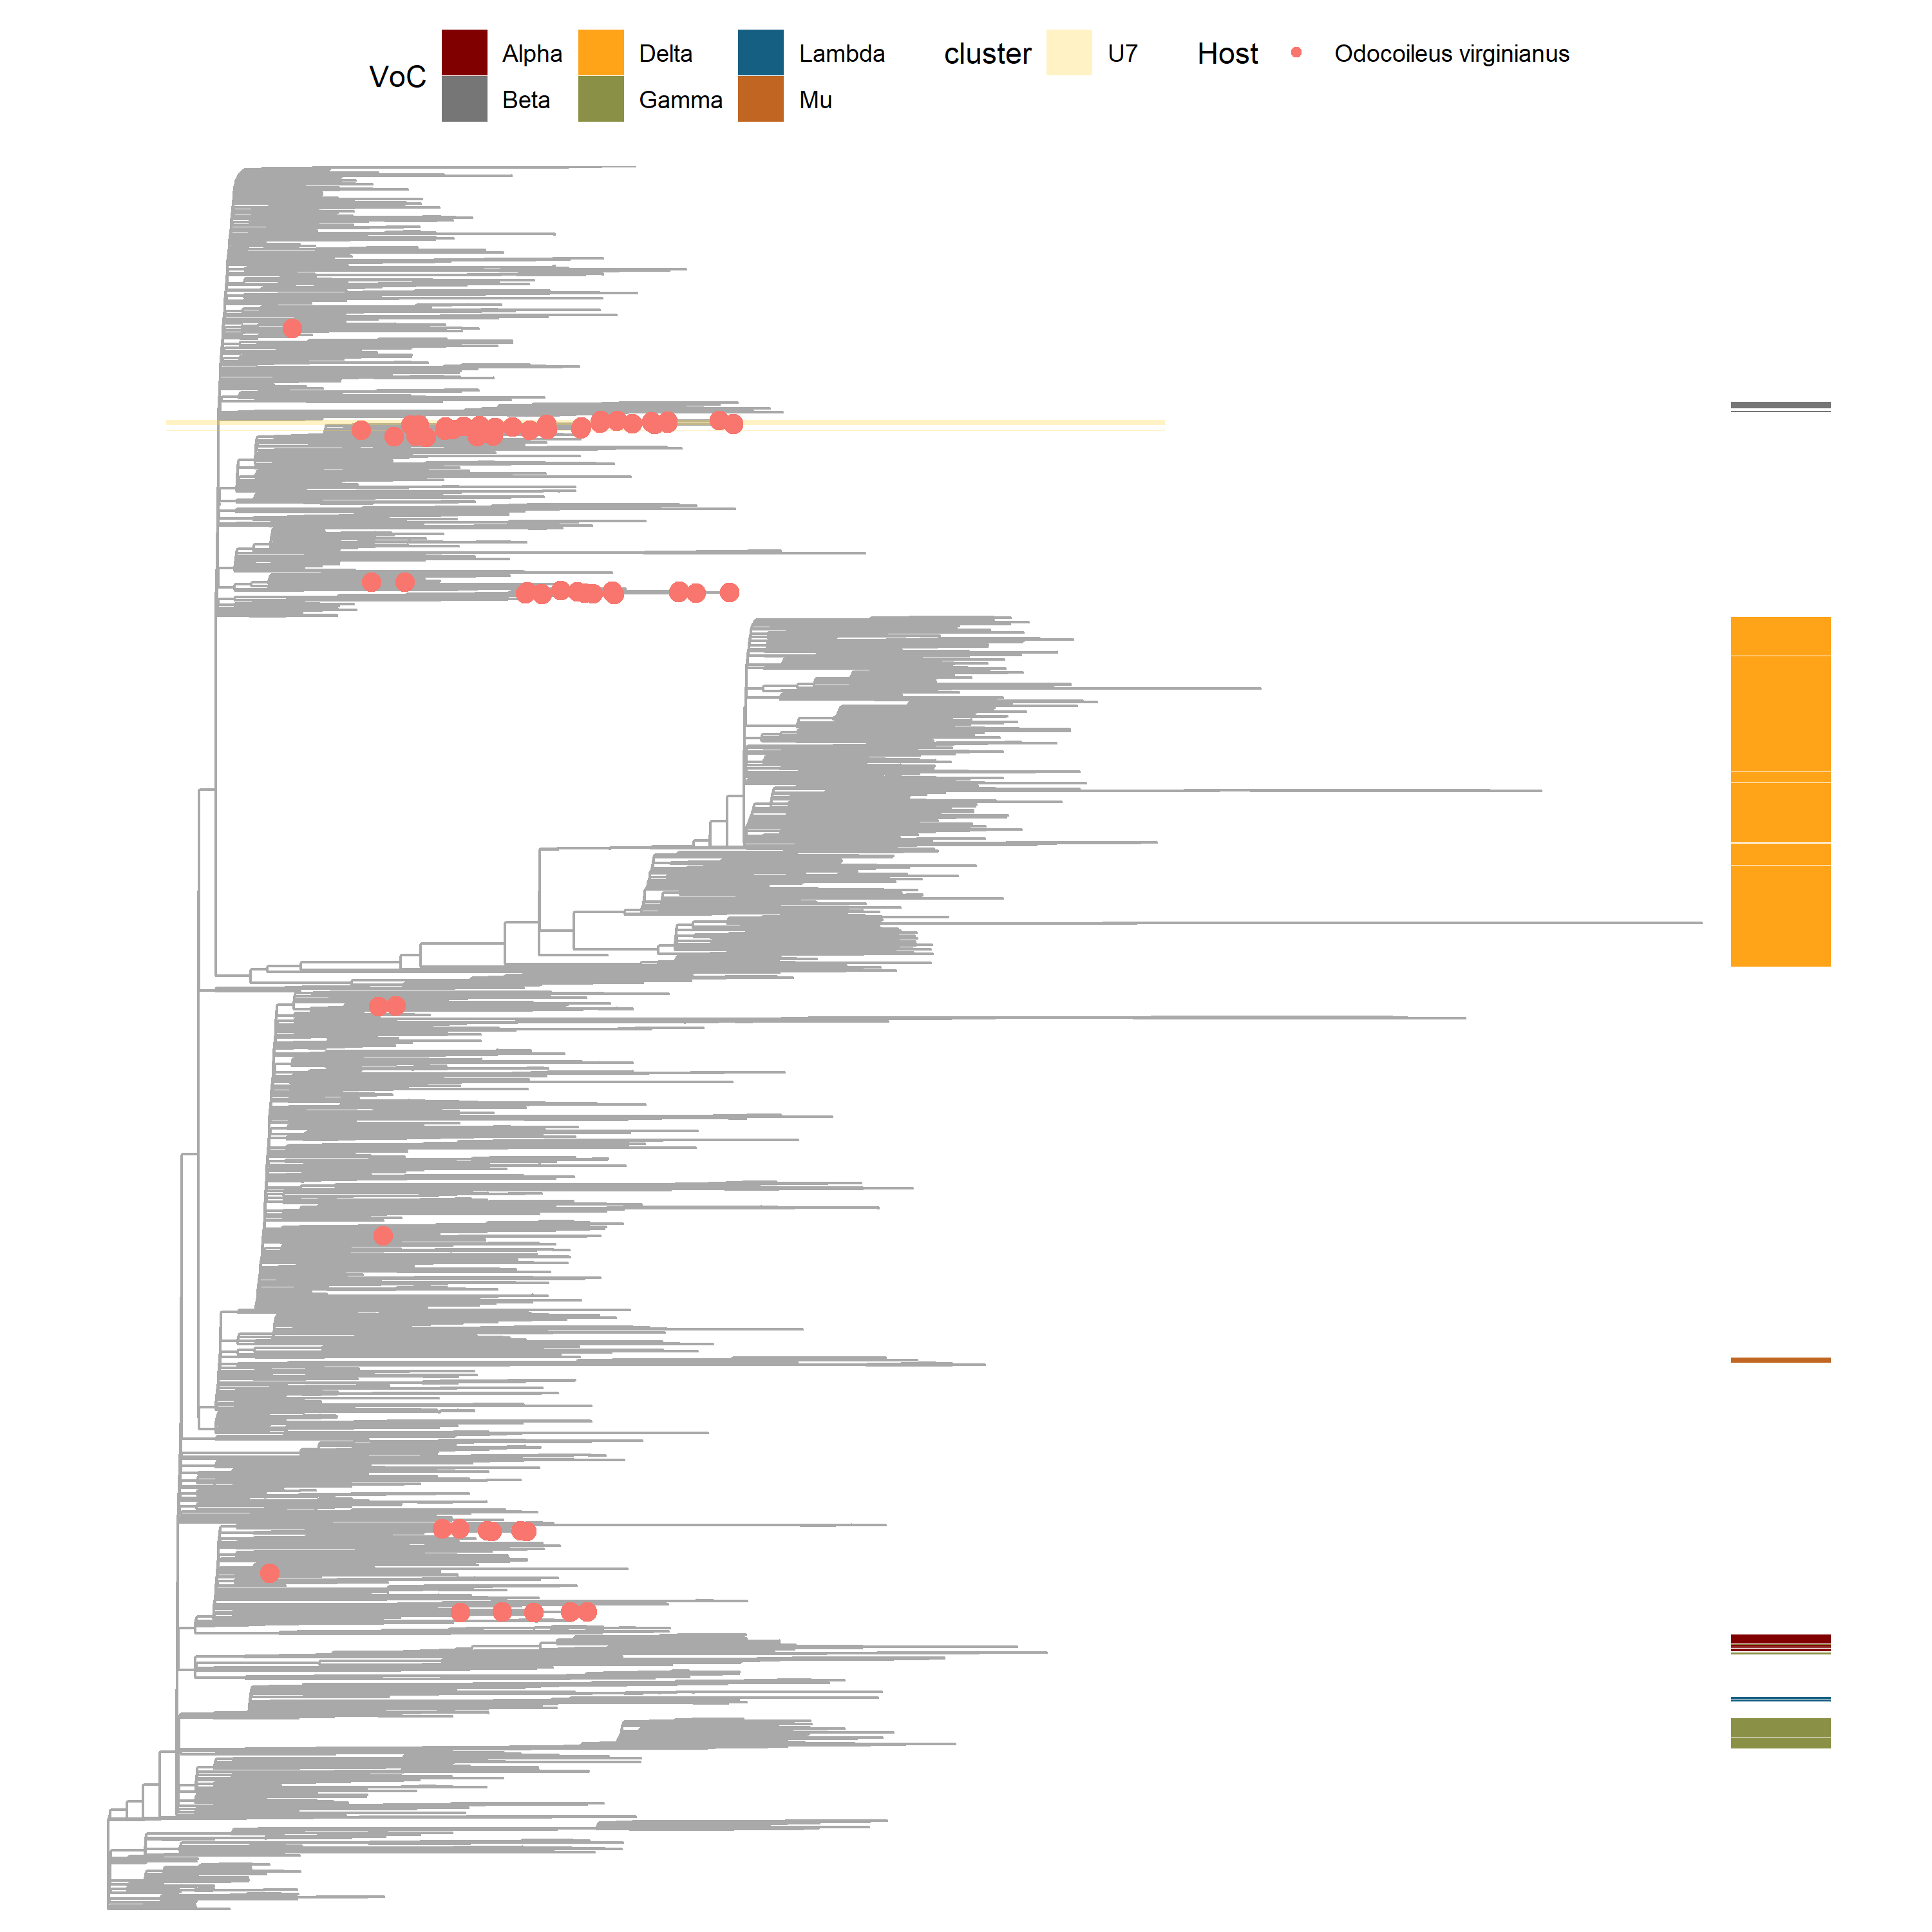 VoC
Alpha
Delta
Lambda
Beta
Gamma
Mu
cluster
U7
Host
Odocoileus virginianus